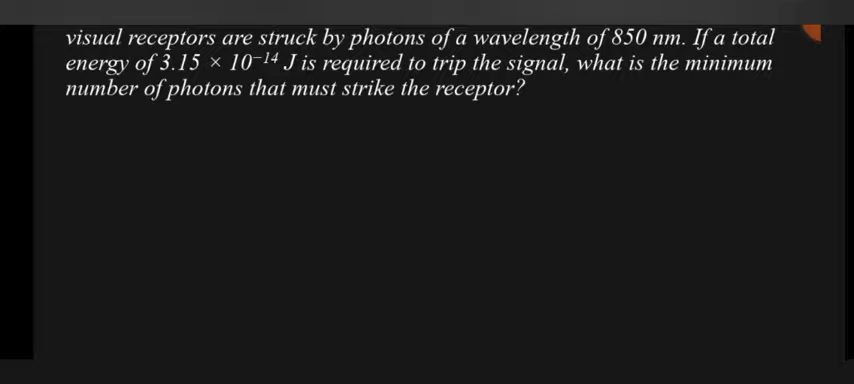 visual receptors are struck by photons of a wavelength of 850 nm. If a total
energy of 3.15 × 10⁻¹⁴ J is required to trip the signal, what is the minimum
number of photons that must strike the receptor?